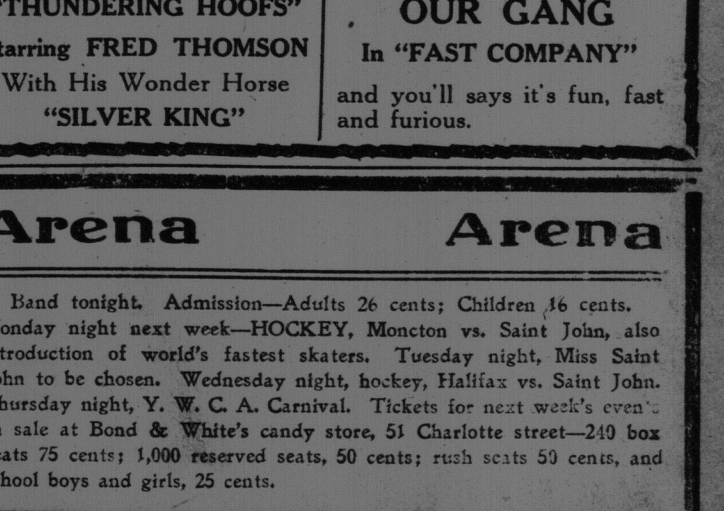 "THUNDERING HOOFS"
tarring FRED THOMSON
With His Wonder Horse
"SILVER KING"
OUR GANG
In "FAST COMPANY"
and you'll says it's fun, fast
and furious.
Arena Arena
Band tonight. Admission—Adults 26 cents; Children 16 cents.
onday night next week—HOCKEY, Moncton vs. Saint John, also
troduction of world's fastest skaters. Tuesday night, Miss Saint
ohn to be chosen. Wednesday night, hockey, Halifax vs. Saint John.
hursday night, Y. W. C. A. Carnival. Tickets for next week's even's
sale at Bond & White's candy store, 51 Charlotte street—240 box
eats 75 cents; 1,000 reserved seats, 50 cents; rush seats 50 cents, and
hool boys and girls, 25 cents.